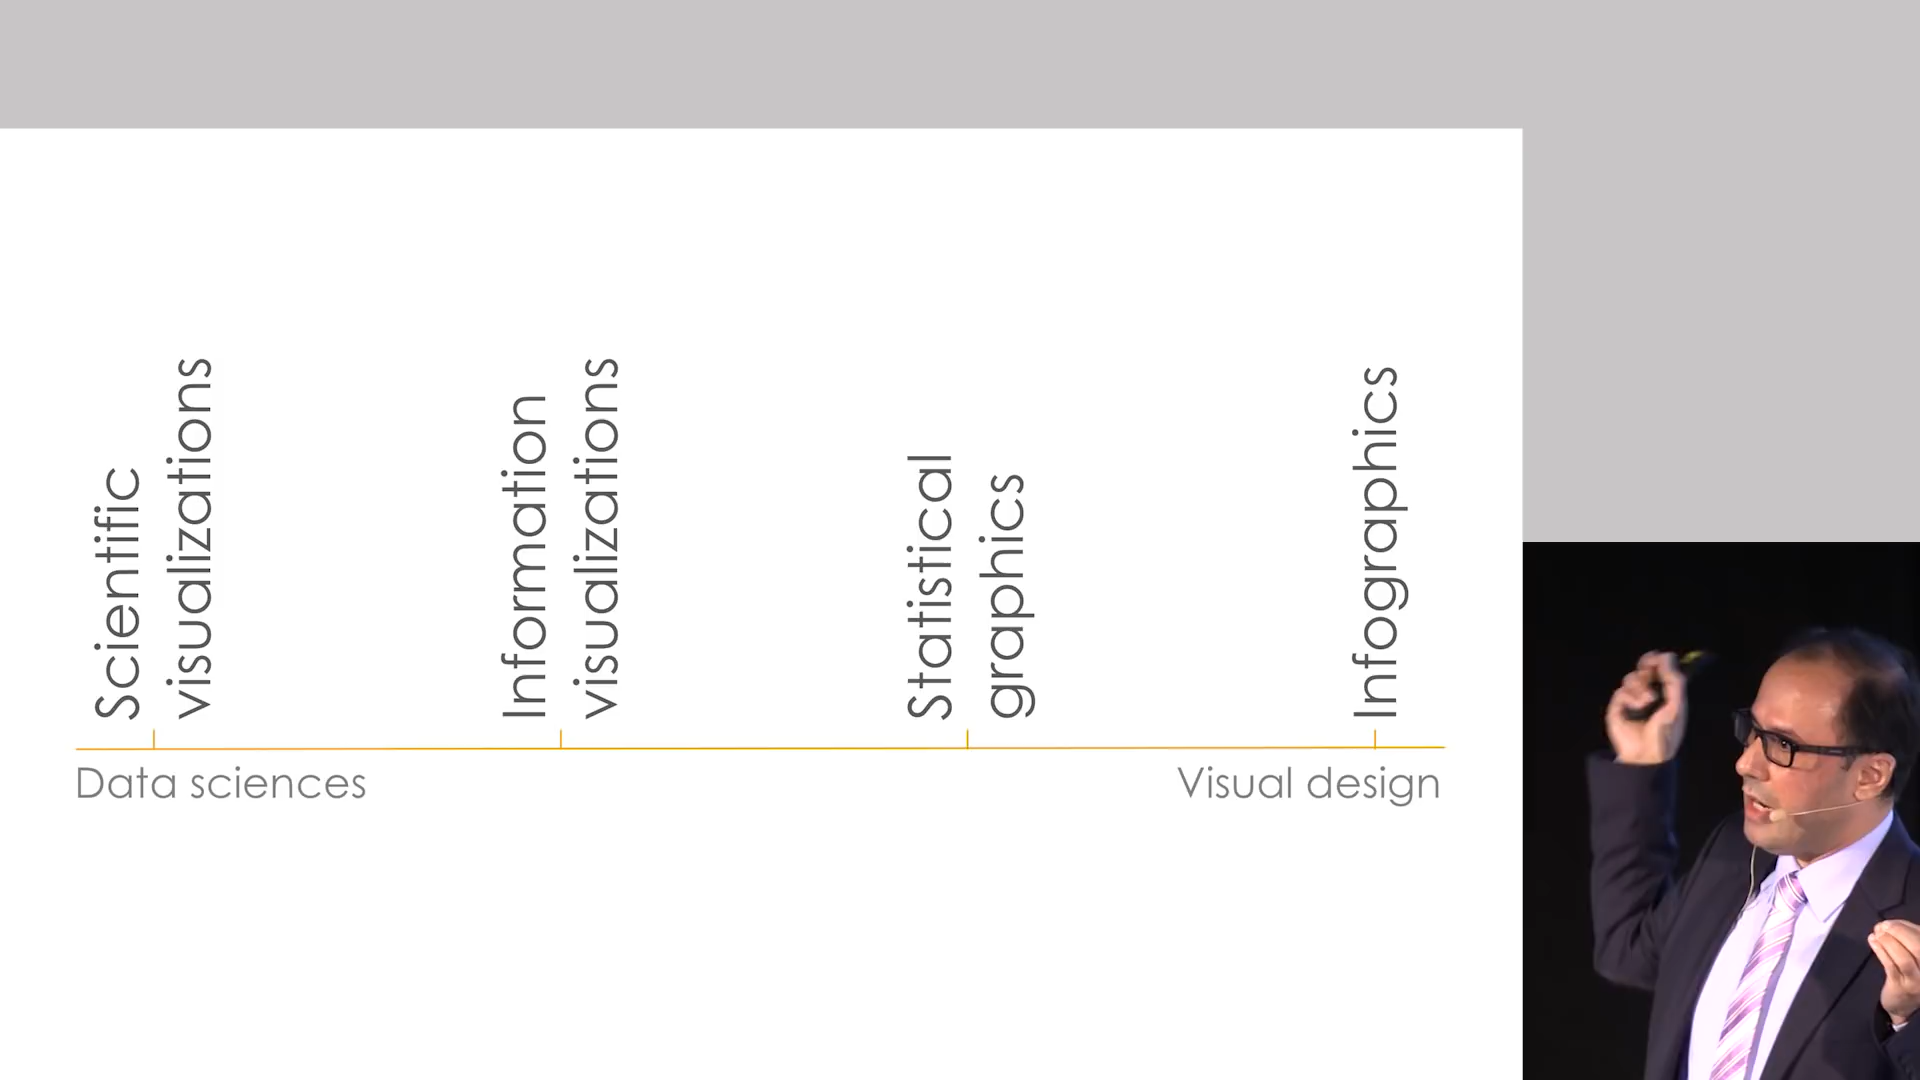 Scientific
visualizations
Information
visualizations
Statistical
graphics
Infographics
Data sciences
Visual design